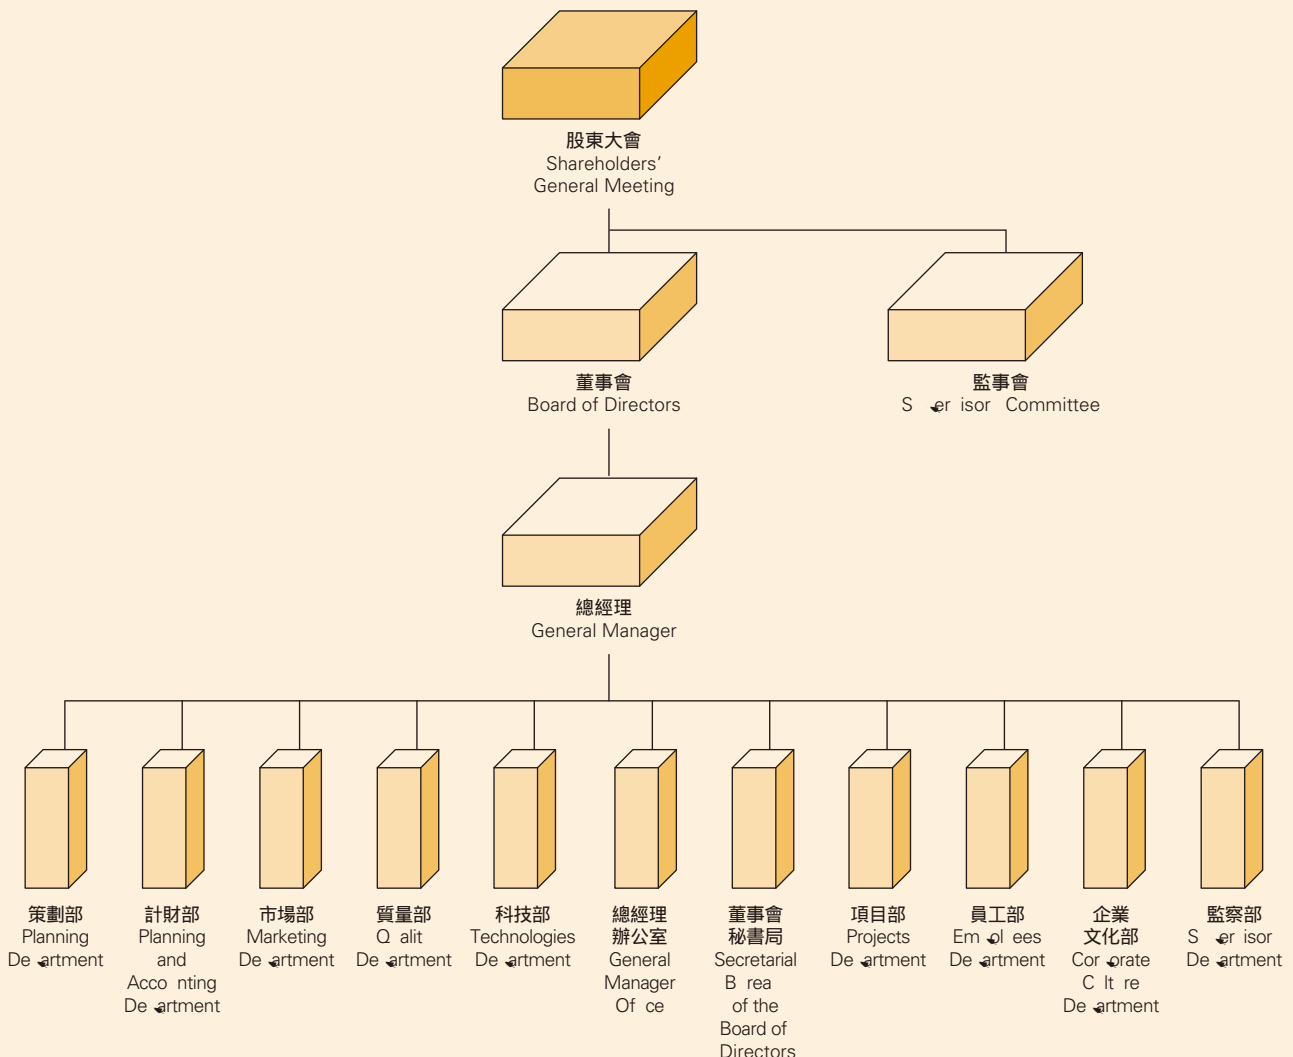 股東大會
Shareholders'
General Meeting
董事會
Board of Directors
監事會
S er isor Committee
總經理
General Manager
策劃部
Planning
De artment
計財部
Planning
and
Acco nting
De artment
市場部
Marketing
De artment
質量部
Q alit
De artment
科技部
Technologies
De artment
總經理
辦公室
General
Manager
Of ce
董事會
秘書局
Secretarial
B rea
of the
Board of
Directors
項目部
Projects
De artment
員工部
Em ol ees
De artment
企業
文化部
Cor orate
C lt re
De artment
監察部
S er isor
De artment